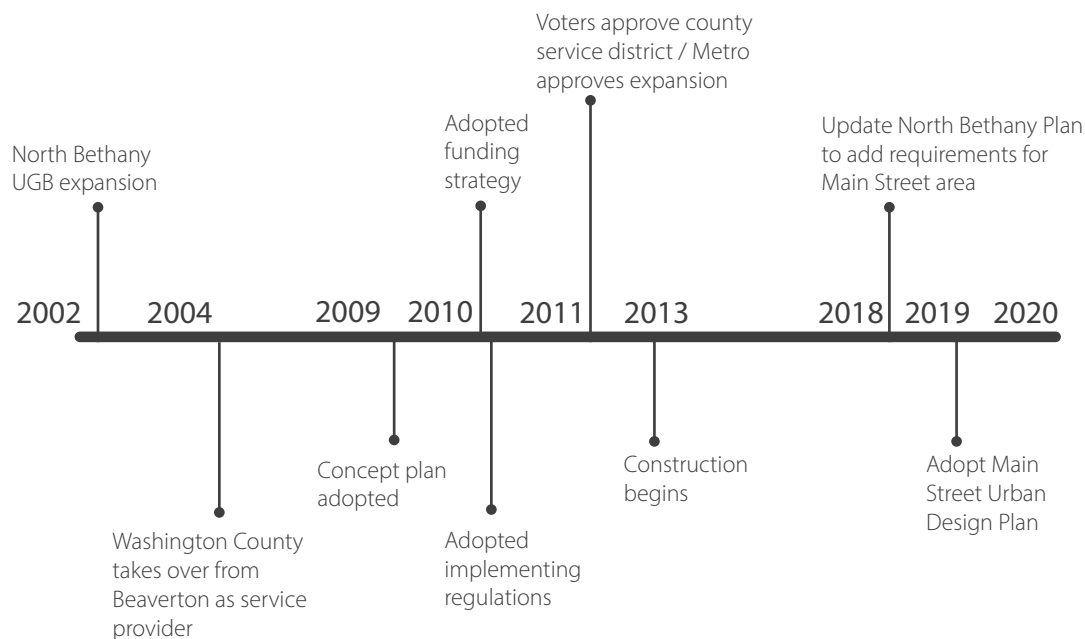 Voters approve county
service district / Metro
approves expansion
Adopted
funding
strategy
Update North Bethany Plan
to add requirements for
Main Street area
North Bethany
UGB expansion
2002 2004 2009 2010 2011 2013 2018 2019 2020
Concept plan
adopted
Construction
begins
Adopt Main
Street Urban
Design Plan
Washington County
takes over from
Beaverton as service
provider
Adopted
implementing
regulations